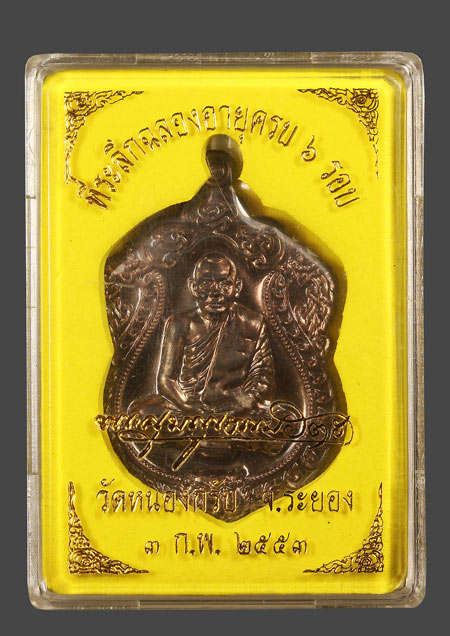 ที่ระลึกฉลองอายุครบ ๖ รอบ
วัดหนองกรับ จ.ระยอง
๓ ก.พ. ๒๕๕๓